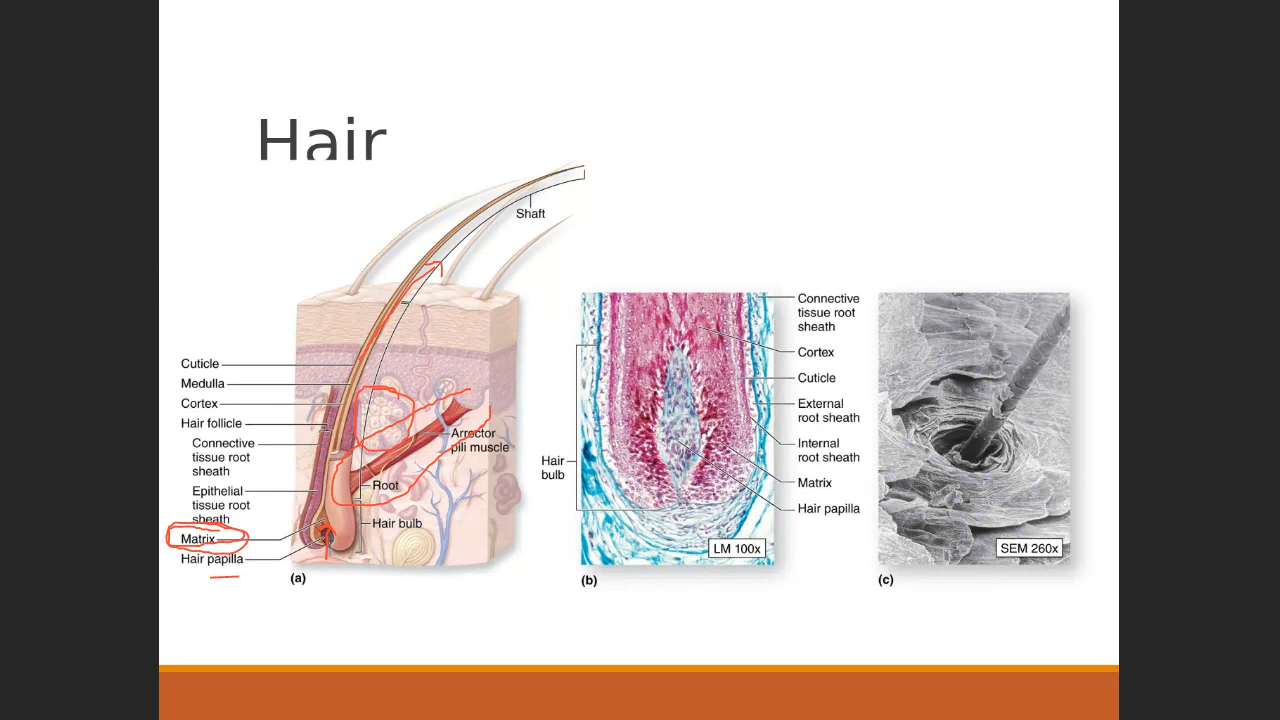 Hair
Shaft
Cuticle
Medulla
Cortex
Hair follicle
Connective
tissue root
sheath
Epithelial
tissue root
sheath
Matrix
Hair papilla
Arrector
pili muscle
Root
Hair bulb
(a)
Hair
bulb
Connective
tissue root
sheath
Cortex
Cuticle
External
root sheath
Internal
root sheath
Matrix
Hair papilla
LM 100x
(b)
SEM 260x
(c)